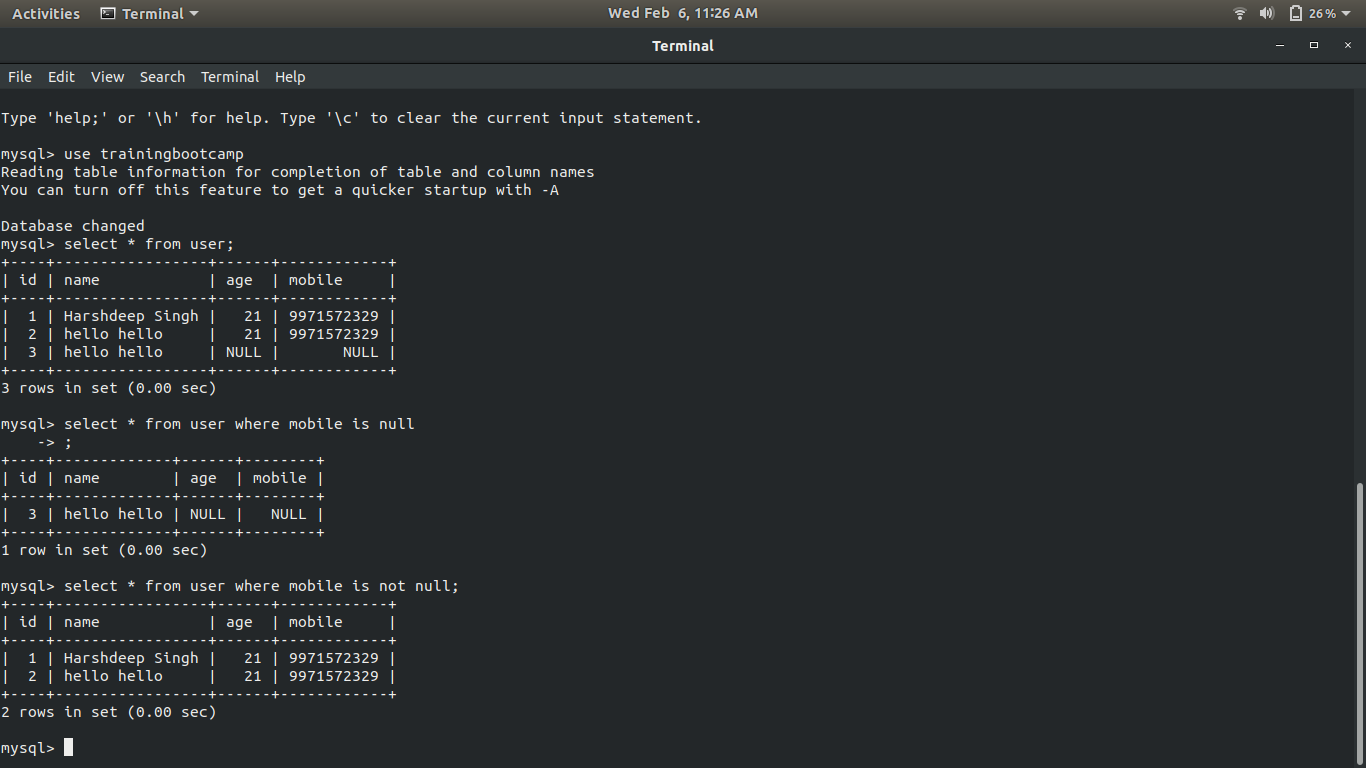 Activities Terminal Wed Feb 6, 11:26 AM 26%
Terminal
File Edit View Search Terminal Help
Type 'help;' or '\h' for help. Type '\c' to clear the current input statement.
mysql> use trainingbootcamp
Reading table information for completion of table and column names
You can turn off this feature to get a quicker startup with -A
Database changed
mysql> select * from user;
+----+-----------------+------+------------+
| id | name            | age  | mobile     |
+----+-----------------+------+------------+
|  1 | Harshdeep Singh |   21 | 9971572329 |
|  2 | hello hello     |   21 | 9971572329 |
|  3 | hello hello     | NULL |       NULL |
+----+-----------------+------+------------+
3 rows in set (0.00 sec)
mysql> select * from user where mobile is null
    -> ;
+----+-------------+------+--------+
| id | name        | age  | mobile |
+----+-------------+------+--------+
|  3 | hello hello | NULL |   NULL |
+----+-------------+------+--------+
1 row in set (0.00 sec)
mysql> select * from user where mobile is not null;
+----+-----------------+------+------------+
| id | name            | age  | mobile     |
+----+-----------------+------+------------+
|  1 | Harshdeep Singh |   21 | 9971572329 |
|  2 | hello hello     |   21 | 9971572329 |
+----+-----------------+------+------------+
2 rows in set (0.00 sec)
mysql>